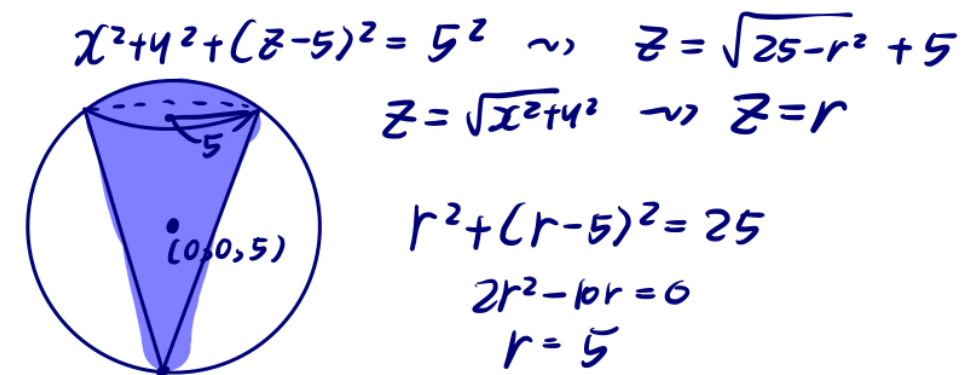 x²+y²+(z-5)²= 5² ~> z = √25-r² +5
z = √x²+y² ~> z=r
5
(0,0,5)
r²+(r-5)²= 25
2r²-10r = 0
r = 5